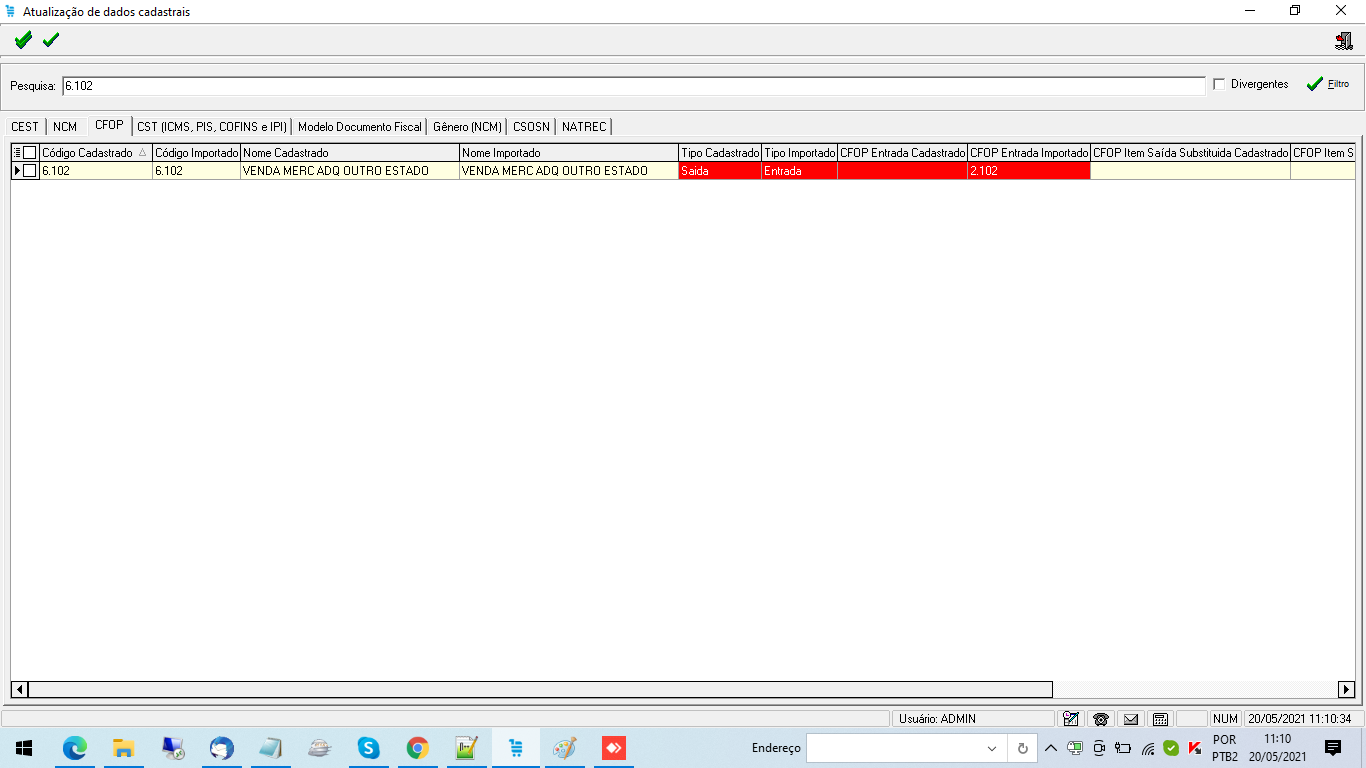 Atualização de dados cadastrais
Pesquisa: 6.102 Divergentes Filtro
CEST NCM CFOP CST (ICMS, PIS, COFINS e IPI) Modelo Documento Fiscal Gênero (NCM) CSOSN NATREC
Código Cadastrado Código Importado Nome Cadastrado Nome Importado Tipo Cadastrado Tipo Importado CFOP Entrada Cadastrado CFOP Entrada Importado CFOP Item Saída Substituida Cadastrado CFOP Item S
6.102 6.102 VENDA MERC ADQ OUTRO ESTADO VENDA MERC ADQ OUTRO ESTADO Saida Entrada 2.102
Usuário: ADMIN NUM 20/05/2021 11:10:34
Endereço POR 11:10
PTB2 20/05/2021